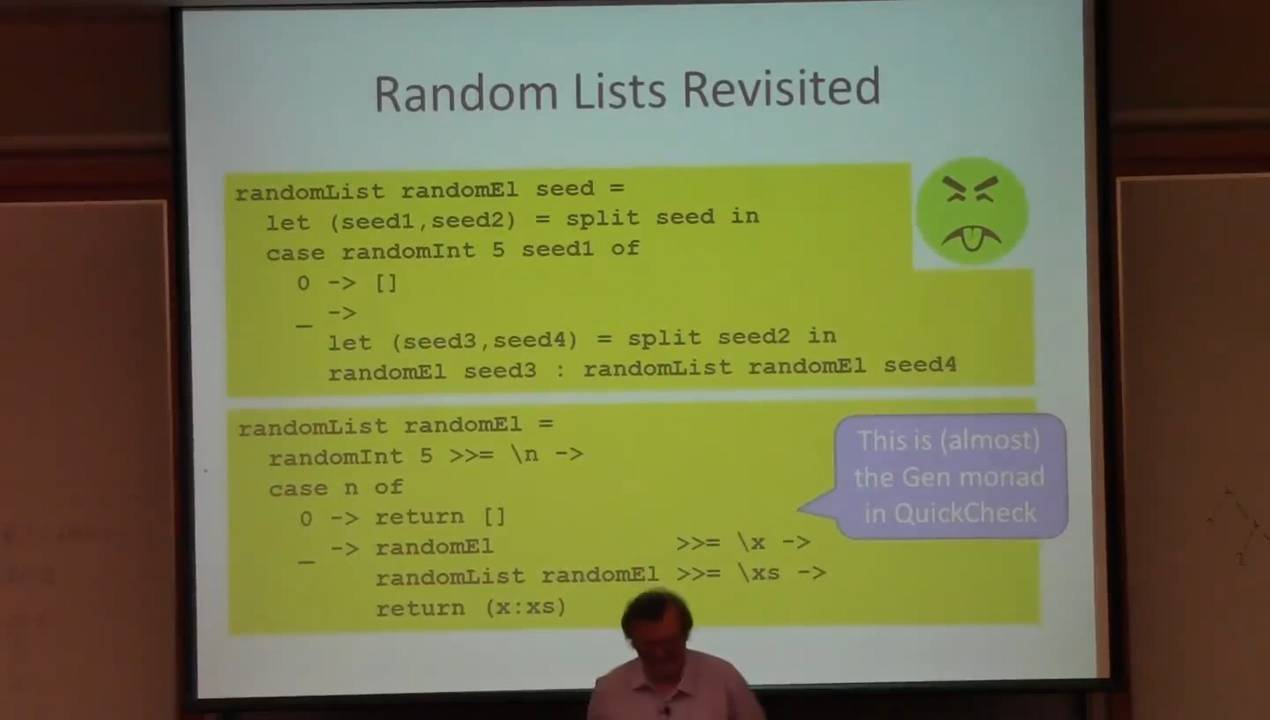 Random Lists Revisited
randomList randomEl seed =
let (seed1,seed2) = split seed in
case randomInt 5 seed1 of
0 -> []
_ ->
let (seed3,seed4) = split seed2 in
randomEl seed3 : randomList randomEl seed4
randomList randomEl =
randomInt 5 >>= \n ->
case n of
0 -> return []
_ -> randomEl >>= \x ->
randomList randomEl >>= \xs ->
return (x:xs)
This is (almost)
the Gen monad
in QuickCheck